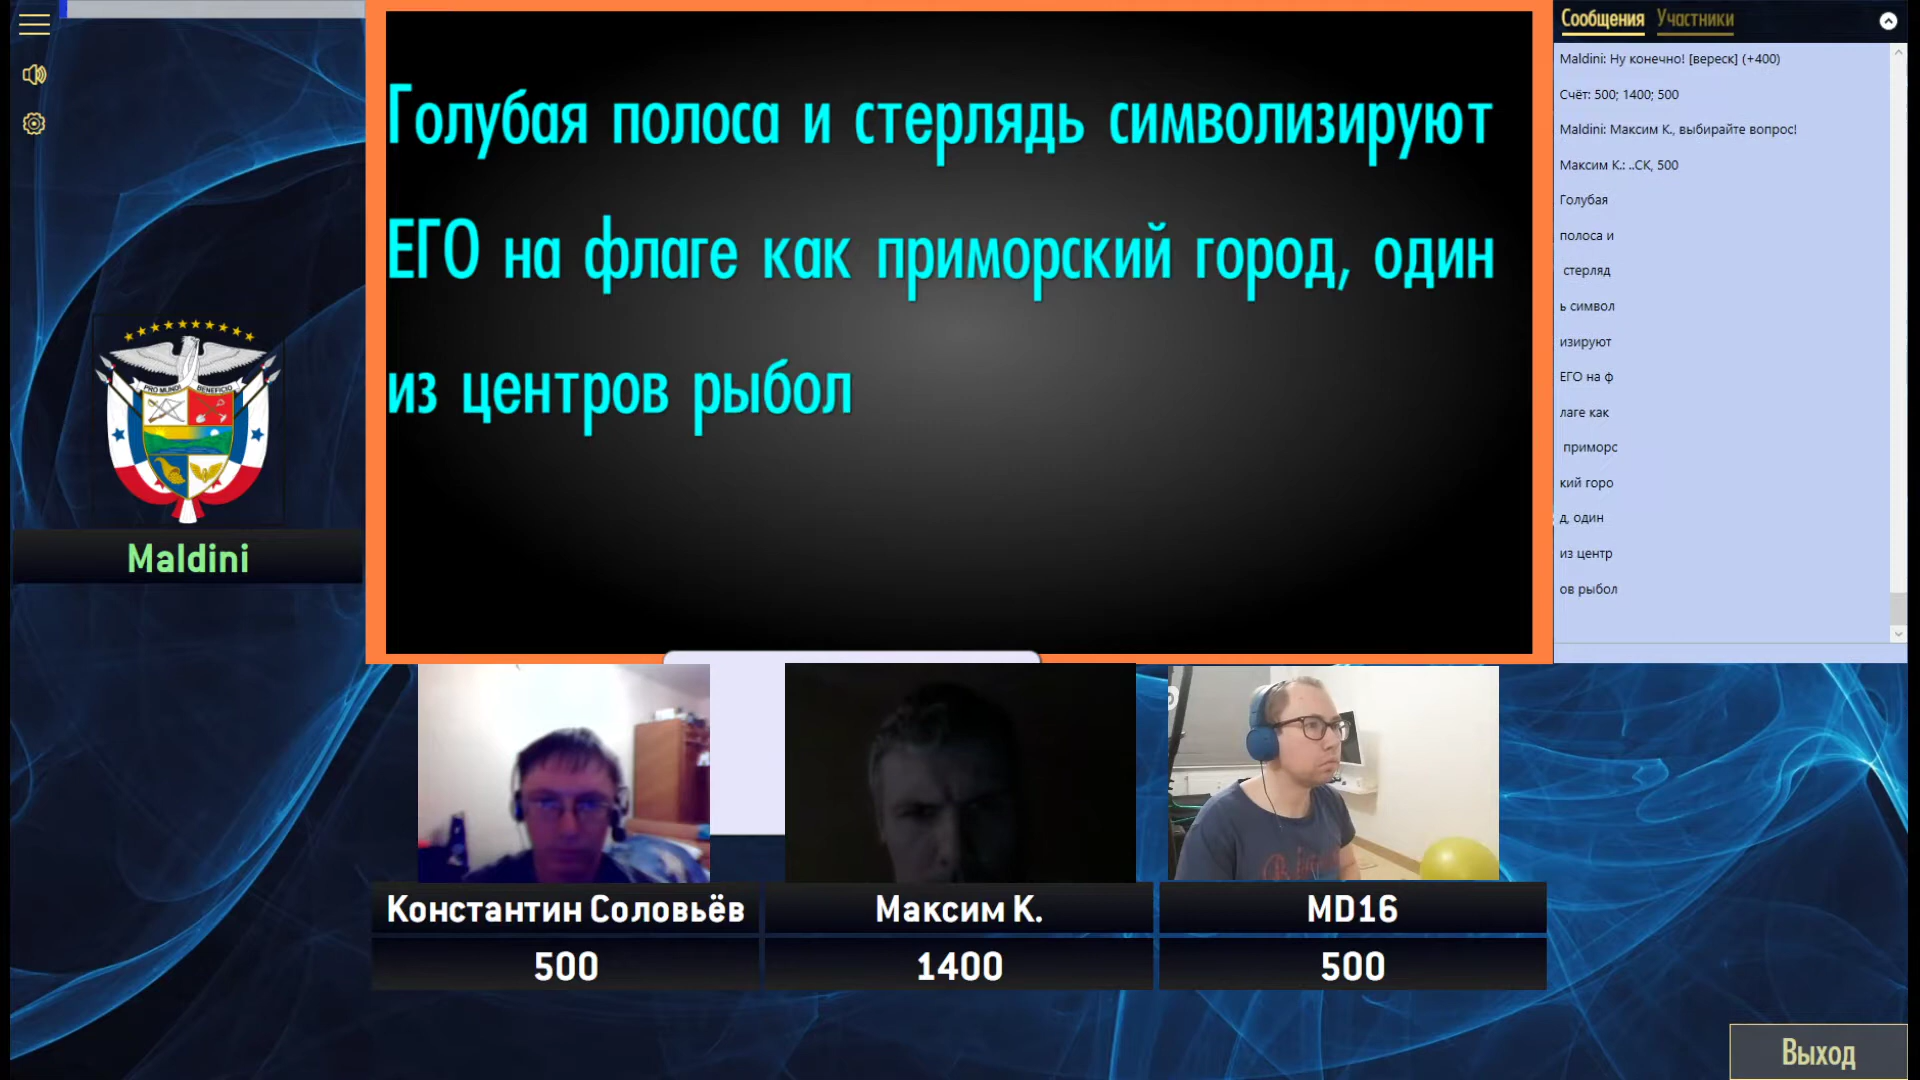 Голубая полоса и стерлядь символизируют
ЕГО на флаге как приморский город, один
из центров рыбол
PRO MUNDI BENEFICIO
Maldini
Сообщения Участники
Maldini: Ну конечно! [вереск] (+400)
Счёт: 500; 1400; 500
Maldini: Максим К., выбирайте вопрос!
Максим К.: ..СК, 500
Голубая
полоса и
стерляд
ь символ
изируют
ЕГО на ф
лаге как
приморс
кий горо
д, один
из центр
ов рыбол
Константин Соловьёв
500
Максим К.
1400
MD16
500
Выход